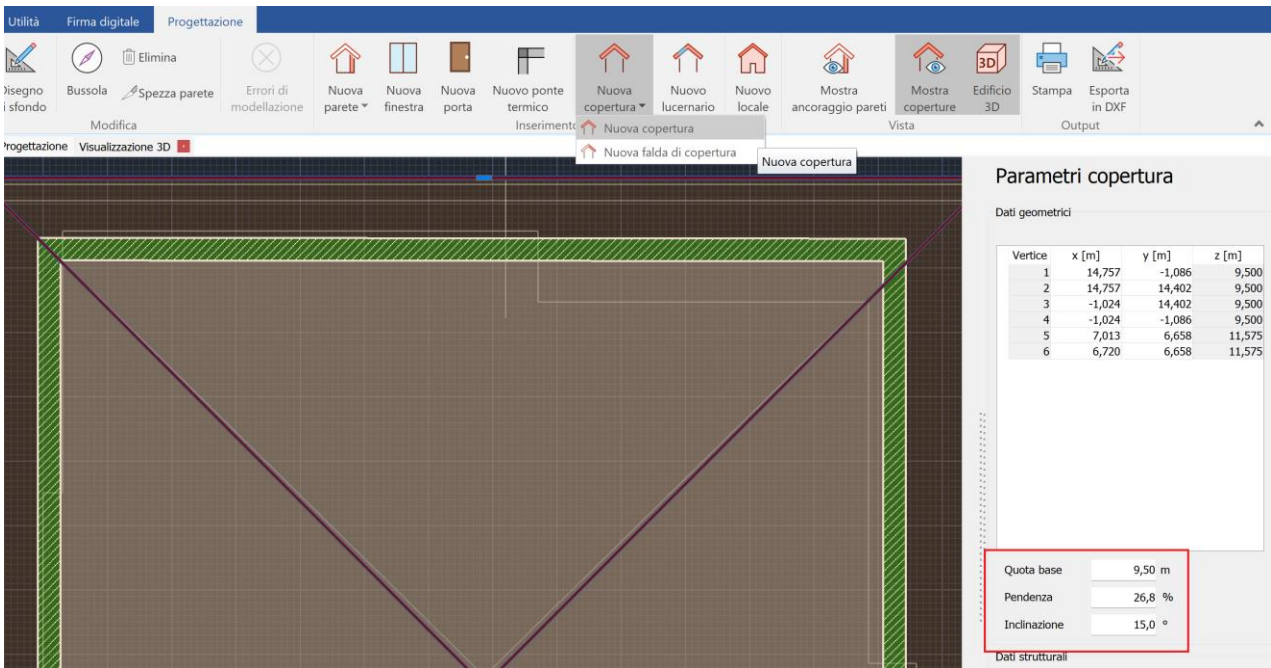 Utilità Firma digitale Progettazione
Disegno
di sfondo
Bussola
Elimina
Spezza parete
Errori di
modellazione
Nuova
parete
Nuova
finestra
Nuova
porta
Nuovo ponte
termico
Nuova
copertura
Nuovo
lucernario
Nuovo
locale
Mostra
ancoraggio pareti
Mostra
coperture
3D
Edificio
3D
Stampa
Esporta
in DXF
Modifica Inserimento Vista Output
Nuova copertura
Nuova falda di copertura
Nuova copertura
Progettazione Visualizzazione 3D
Parametri copertura
Dati geometrici
Vertice x [m] y [m] z [m]
1 14,757 -1,086 9,500
2 14,757 14,402 9,500
3 -1,024 14,402 9,500
4 -1,024 -1,086 9,500
5 7,013 6,658 11,575
6 6,720 6,658 11,575
Quota base 9,50 m
Pendenza 26,8 %
Inclinazione 15,0 °
Dati strutturali